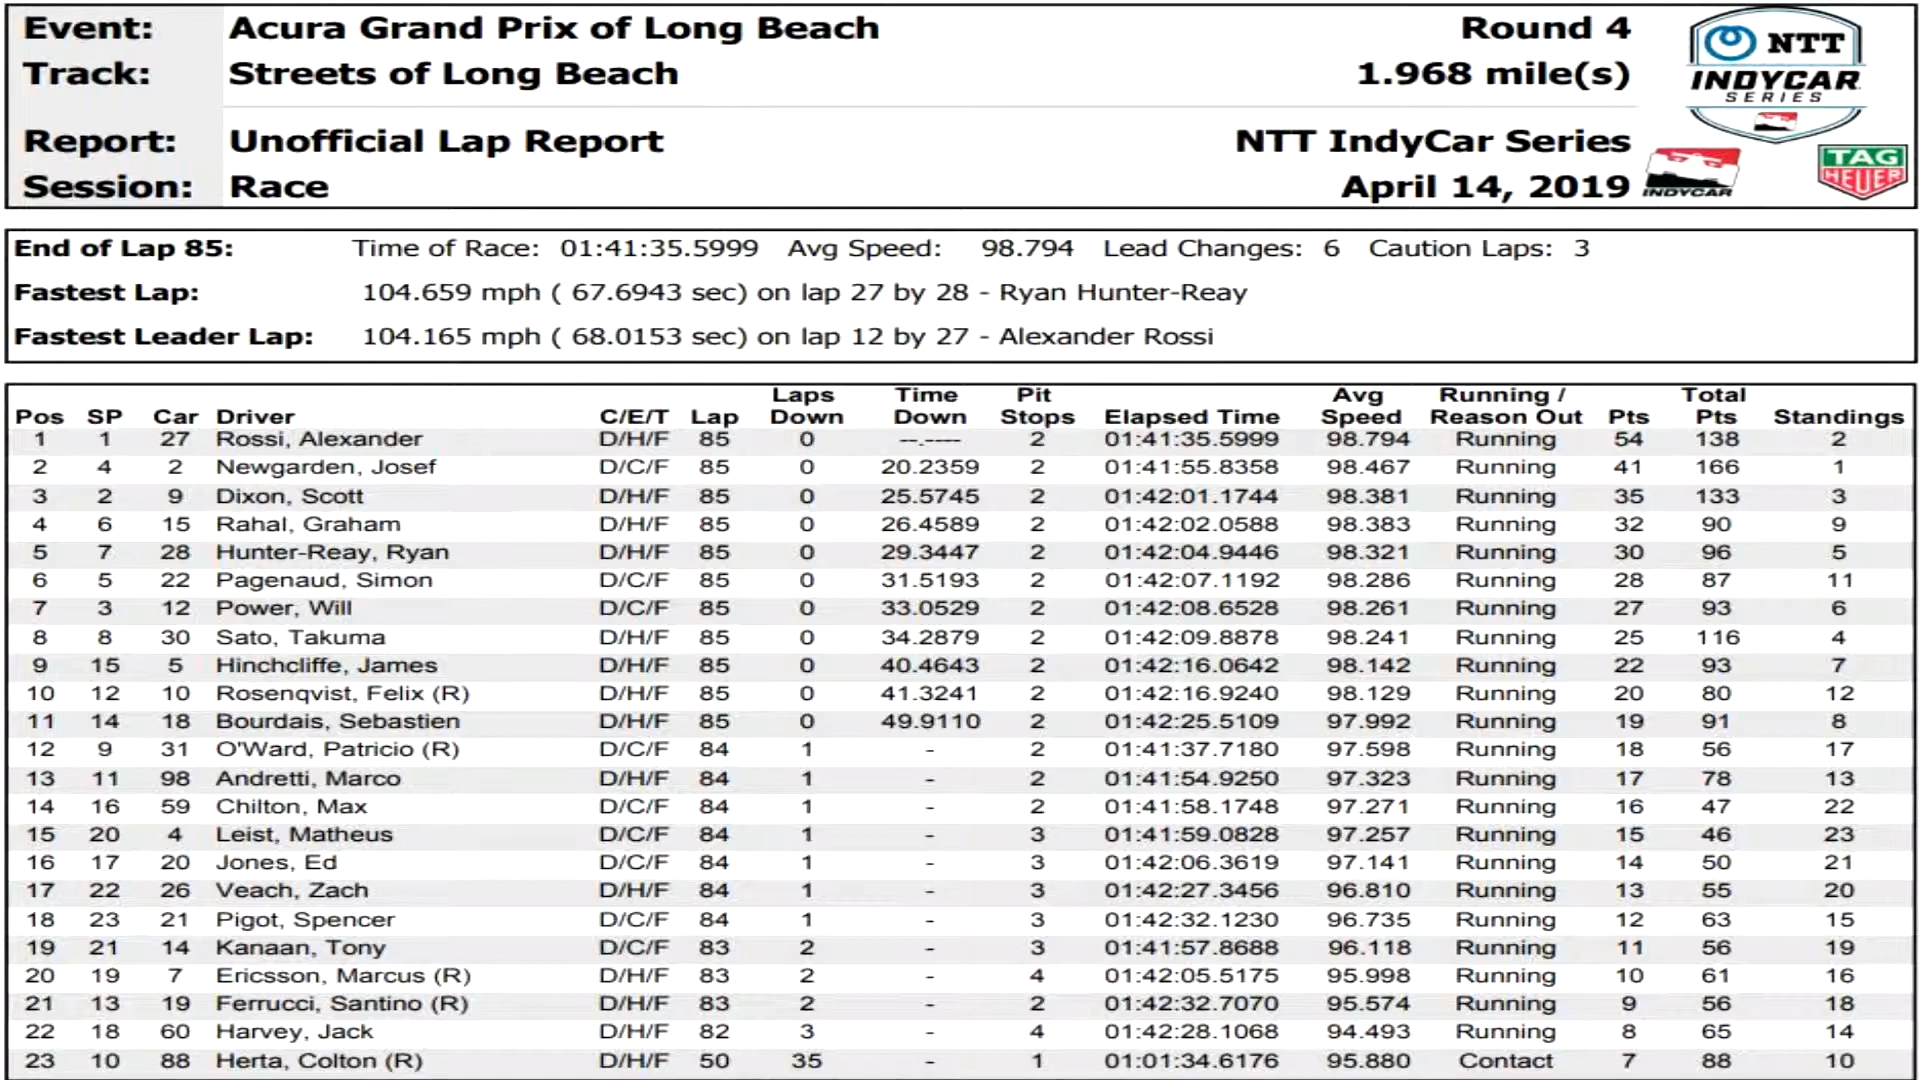 Event: Acura Grand Prix of Long Beach Round 4
Track: Streets of Long Beach 1.968 mile(s)
Report: Unofficial Lap Report NTT IndyCar Series
Session: Race April 14, 2019
NTT
INDYCAR
SERIES
INDYCAR
TAG
HEUER
End of Lap 85: Time of Race: 01:41:35.5999 Avg Speed: 98.794 Lead Changes: 6 Caution Laps: 3
Fastest Lap: 104.659 mph ( 67.6943 sec) on lap 27 by 28 - Ryan Hunter-Reay
Fastest Leader Lap: 104.165 mph ( 68.0153 sec) on lap 12 by 27 - Alexander Rossi
Laps Time Pit Avg Running / Total
Pos SP Car Driver C/E/T Lap Down Down Stops Elapsed Time Speed Reason Out Pts Pts Standings
1 1 27 Rossi, Alexander D/H/F 85 0 --.---- 2 01:41:35.5999 98.794 Running 54 138 2
2 4 2 Newgarden, Josef D/C/F 85 0 20.2359 2 01:41:55.8358 98.467 Running 41 166 1
3 2 9 Dixon, Scott D/H/F 85 0 25.5745 2 01:42:01.1744 98.381 Running 35 133 3
4 6 15 Rahal, Graham D/H/F 85 0 26.4589 2 01:42:02.0588 98.383 Running 32 90 9
5 7 28 Hunter-Reay, Ryan D/H/F 85 0 29.3447 2 01:42:04.9446 98.321 Running 30 96 5
6 5 22 Pagenaud, Simon D/C/F 85 0 31.5193 2 01:42:07.1192 98.286 Running 28 87 11
7 3 12 Power, Will D/C/F 85 0 33.0529 2 01:42:08.6528 98.261 Running 27 93 6
8 8 30 Sato, Takuma D/H/F 85 0 34.2879 2 01:42:09.8878 98.241 Running 25 116 4
9 15 5 Hinchcliffe, James D/H/F 85 0 40.4643 2 01:42:16.0642 98.142 Running 22 93 7
10 12 10 Rosenqvist, Felix (R) D/H/F 85 0 41.3241 2 01:42:16.9240 98.129 Running 20 80 12
11 14 18 Bourdais, Sebastien D/H/F 85 0 49.9110 2 01:42:25.5109 97.992 Running 19 91 8
12 9 31 O'Ward, Patricio (R) D/C/F 84 1 - 2 01:41:37.7180 97.598 Running 18 56 17
13 11 98 Andretti, Marco D/H/F 84 1 - 2 01:41:54.9250 97.323 Running 17 78 13
14 16 59 Chilton, Max D/C/F 84 1 - 2 01:41:58.1748 97.271 Running 16 47 22
15 20 4 Leist, Matheus D/C/F 84 1 - 3 01:41:59.0828 97.257 Running 15 46 23
16 17 20 Jones, Ed D/C/F 84 1 - 3 01:42:06.3619 97.141 Running 14 50 21
17 22 26 Veach, Zach D/H/F 84 1 - 3 01:42:27.3456 96.810 Running 13 55 20
18 23 21 Pigot, Spencer D/C/F 84 1 - 3 01:42:32.1230 96.735 Running 12 63 15
19 21 14 Kanaan, Tony D/C/F 83 2 - 3 01:41:57.8688 96.118 Running 11 56 19
20 19 7 Ericsson, Marcus (R) D/H/F 83 2 - 4 01:42:05.5175 95.998 Running 10 61 16
21 13 19 Ferrucci, Santino (R) D/H/F 83 2 - 2 01:42:32.7070 95.574 Running 9 56 18
22 18 60 Harvey, Jack D/H/F 82 3 - 4 01:42:28.1068 94.493 Running 8 65 14
23 10 88 Herta, Colton (R) D/H/F 50 35 - 1 01:01:34.6176 95.880 Contact 7 88 10